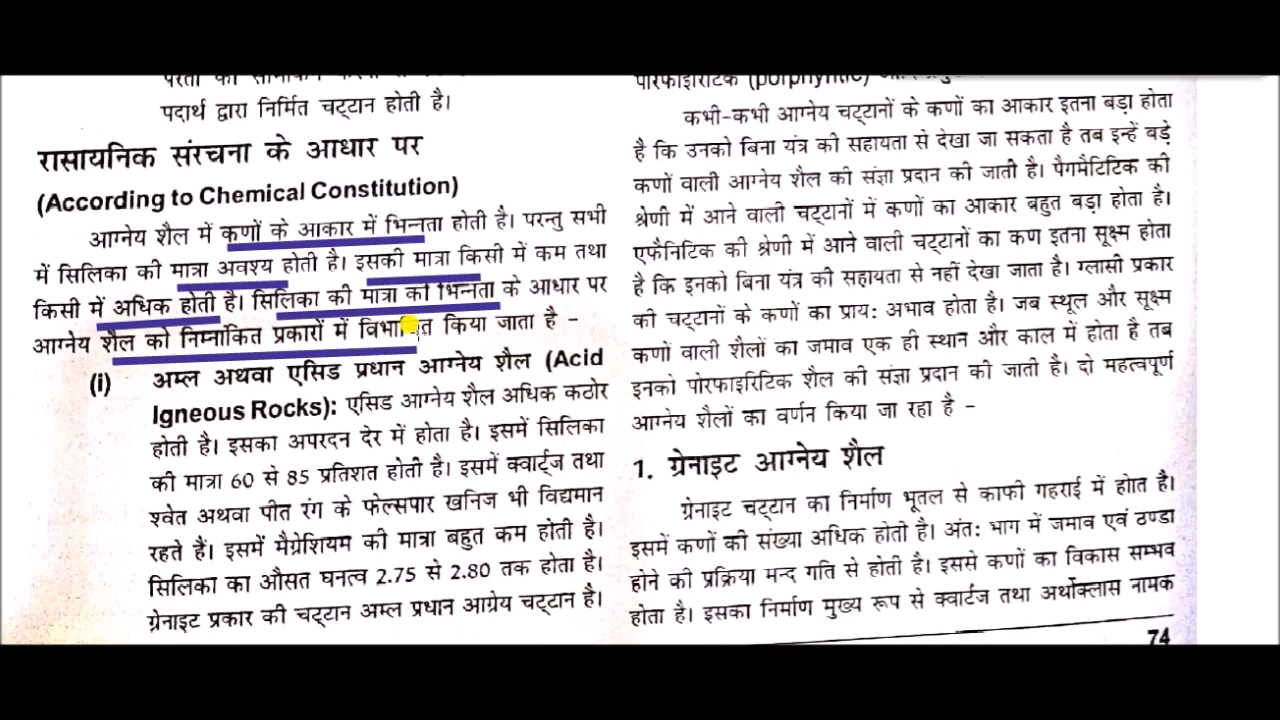 पदार्थ द्वारा निर्मित चट्टान होती है।
रासायनिक संरचना के आधार पर
(According to Chemical Constitution)
आग्नेय शैल में कणों के आकार में भिन्नता होती है। परन्तु सभी
में सिलिका की मात्रा अवश्य होती है। इसकी मात्रा किसी में कम तथा
किसी में अधिक होती है। सिलिका की मात्रा की भिन्नता के आधार पर
आग्नेय शैल को निम्नांकित प्रकारों में विभाजित किया जाता है -
(i) अम्ल अथवा एसिड प्रधान आग्नेय शैल (Acid
Igneous Rocks): एसिड आग्नेय शैल अधिक कठोर
होती है। इसका अपरदन देर में होता है। इसमें सिलिका
की मात्रा 60 से 85 प्रतिशत होती है। इसमें क्वार्ट्ज तथा
श्वेत अथवा पीत रंग के फेल्सपार खनिज भी विद्यमान
रहते हैं। इसमें मैग्रेशियम की मात्रा बहुत कम होती है।
सिलिका का औसत घनत्व 2.75 से 2.80 तक होता है।
ग्रेनाइट प्रकार की चट्टान अम्ल प्रधान आग्रेय चट्टान है।
पोरफाइरिटिक (porphyritic)
कभी-कभी आग्नेय चट्टानों के कणों का आकार इतना बड़ा होता
है कि उनको बिना यंत्र की सहायता से देखा जा सकता है तब इन्हें बड़े
कणों वाली आग्नेय शैल की संज्ञा प्रदान की जाती है। पैगमैटिटिक की
श्रेणी में आने वाली चट्टानों में कणों का आकार बहुत बड़ा होता है।
एफैनिटिक की श्रेणी में आने वाली चट्टानों का कण इतना सूक्ष्म होता
है कि इनको बिना यंत्र की सहायता से नहीं देखा जाता है। ग्लासी प्रकार
की चट्टानों के कणों का प्राय: अभाव होता है। जब स्थूल और सूक्ष्म
कणों वाली शैलों का जमाव एक ही स्थान और काल में होता है तब
इनको पोरफाइरिटिक शैल की संज्ञा प्रदान की जाती है। दो महत्वपूर्ण
आग्नेय शैलों का वर्णन किया जा रहा है -
1. ग्रेनाइट आग्नेय शैल
ग्रेनाइट चट्टान का निर्माण भूतल से काफी गहराई में होात है।
इसमें कणों की संख्या अधिक होती है। अंत: भाग में जमाव एवं ठण्डा
होने की प्रक्रिया मन्द गति से होती है। इससे कणों का विकास सम्भव
होता है। इसका निर्माण मुख्य रूप से क्वार्टज तथा अर्थोक्लास नामक
74